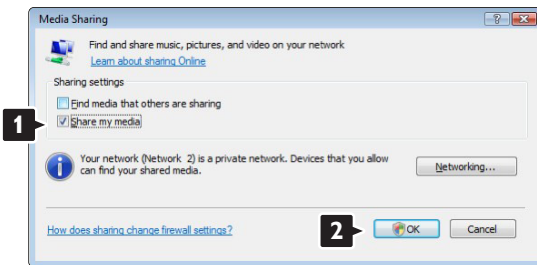 Media Sharing
Find and share music, pictures, and video on your network
Learn about sharing Online
Sharing settings
Find media that others are sharing
1
Share my media
Your network (Network 2) is a private network. Devices that you allow
can find your shared media.
Networking...
How does sharing change firewall settings?
2
OK
Cancel